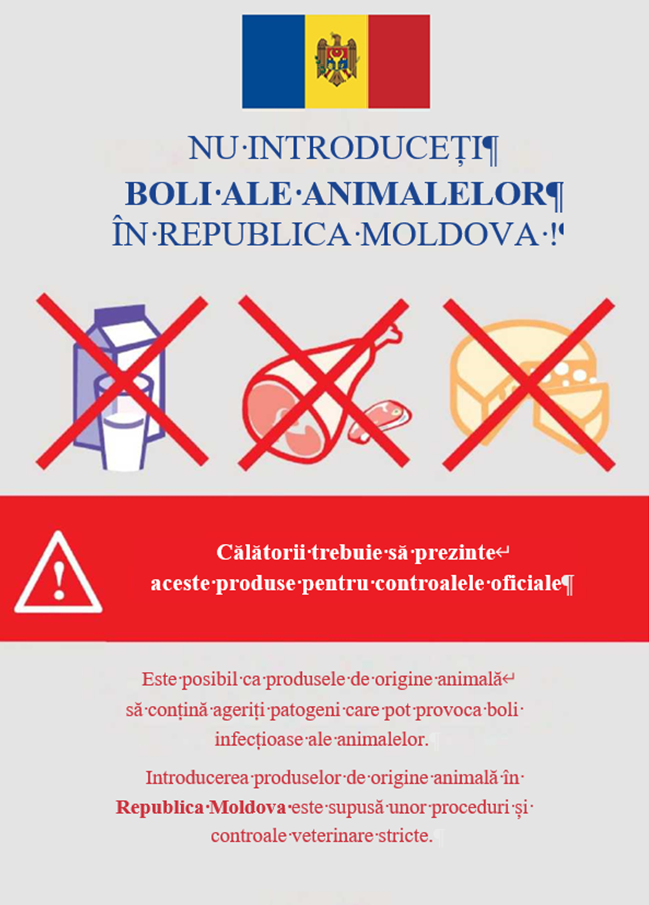 NU·INTRODUCEȚI¶
BOLI·ALE·ANIMALELOR¶
ÎN·REPUBLICA·MOLDOVA·!¶
Călătorii·trebuie·să·prezinte↵
aceste·produse·pentru·controalele·oficiale¶
Este·posibil·ca·produsele·de·origine·animală↵
să·conțină·ageriți·patogeni·care·pot·provoca·boli·
infecțioase·ale·animalelor.¶
Introducerea·produselor·de·origine·animală·în·
Republica·Moldova·este·supusă·unor·proceduri·și·
controale·veterinare·stricte.¶